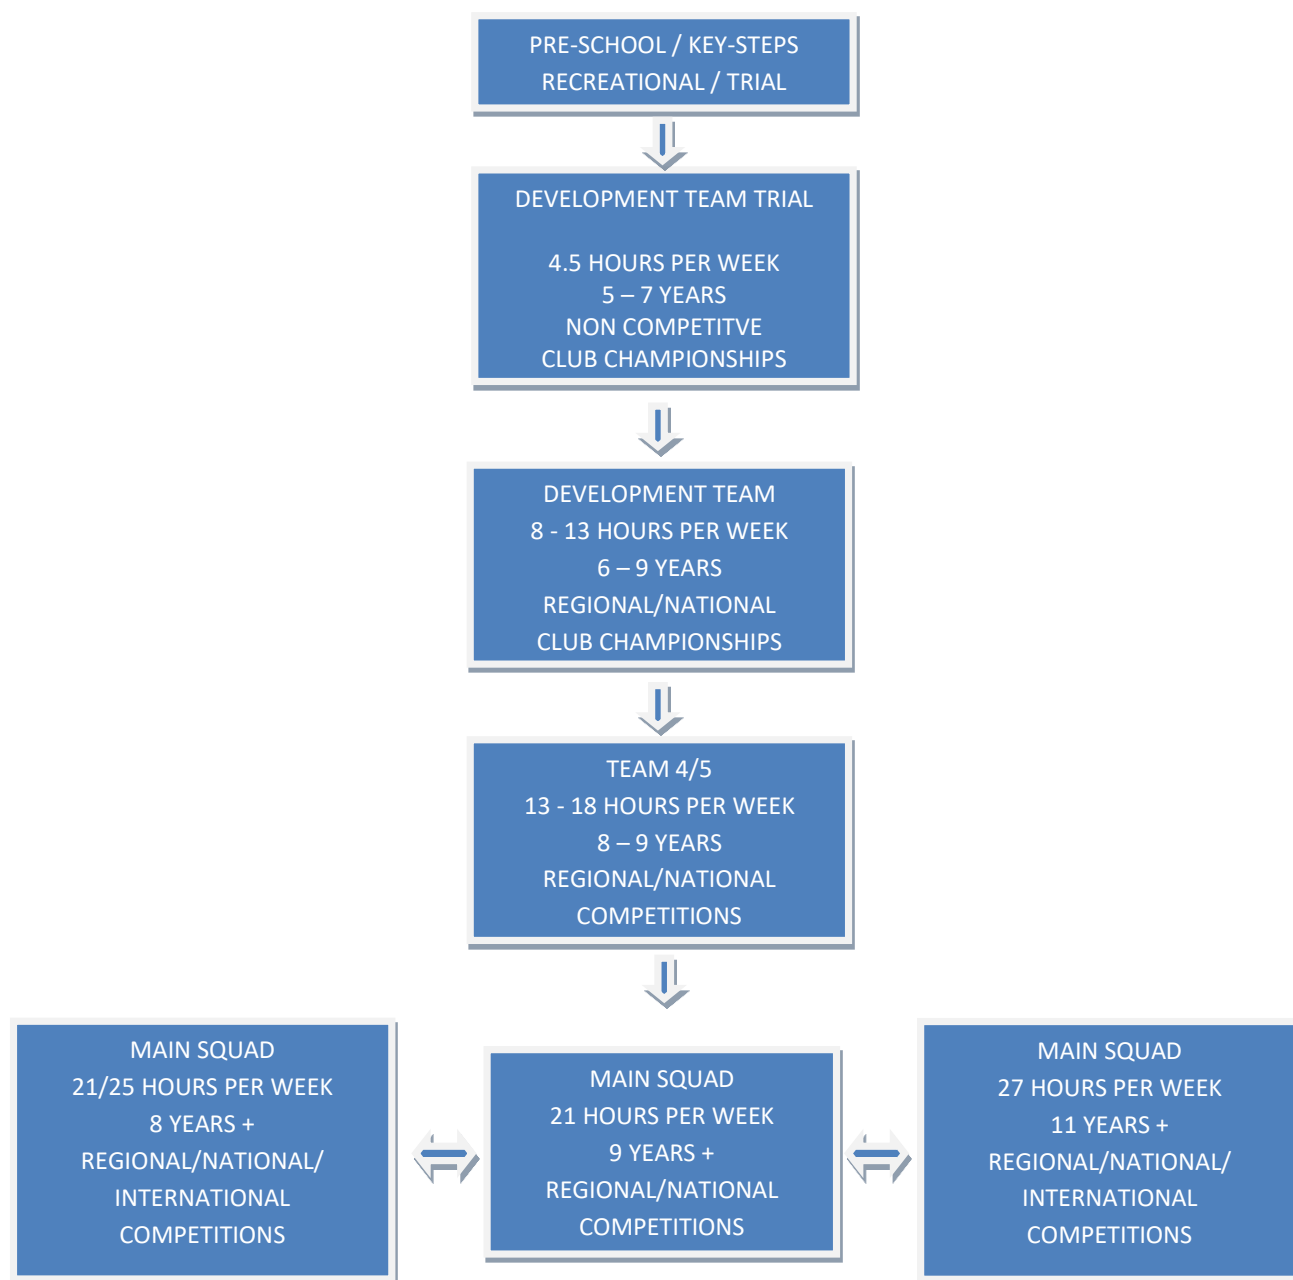 PRE-SCHOOL / KEY-STEPS
RECREATIONAL / TRIAL
DEVELOPMENT TEAM TRIAL
4.5 HOURS PER WEEK
5 – 7 YEARS
NON COMPETITVE
CLUB CHAMPIONSHIPS
DEVELOPMENT TEAM
8 - 13 HOURS PER WEEK
6 – 9 YEARS
REGIONAL/NATIONAL
CLUB CHAMPIONSHIPS
TEAM 4/5
13 - 18 HOURS PER WEEK
8 – 9 YEARS
REGIONAL/NATIONAL
COMPETITIONS
MAIN SQUAD
21/25 HOURS PER WEEK
8 YEARS +
REGIONAL/NATIONAL/
INTERNATIONAL
COMPETITIONS
MAIN SQUAD
21 HOURS PER WEEK
9 YEARS +
REGIONAL/NATIONAL
COMPETITIONS
MAIN SQUAD
27 HOURS PER WEEK
11 YEARS +
REGIONAL/NATIONAL/
INTERNATIONAL
COMPETITIONS